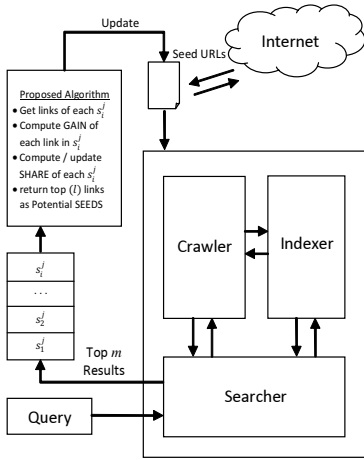 Update
Seed URLs
Internet
Proposed Algorithm
• Get links of each $s_i^j$
• Compute GAIN of
each link in $s_i^j$
• Compute / update
SHARE of each $s_i^j$
• return top ($l$) links
as Potential SEEDS
Crawler
Indexer
$s_i^j$
...
$s_2^j$
$s_1^j$
Top $m$
Results
Searcher
Query